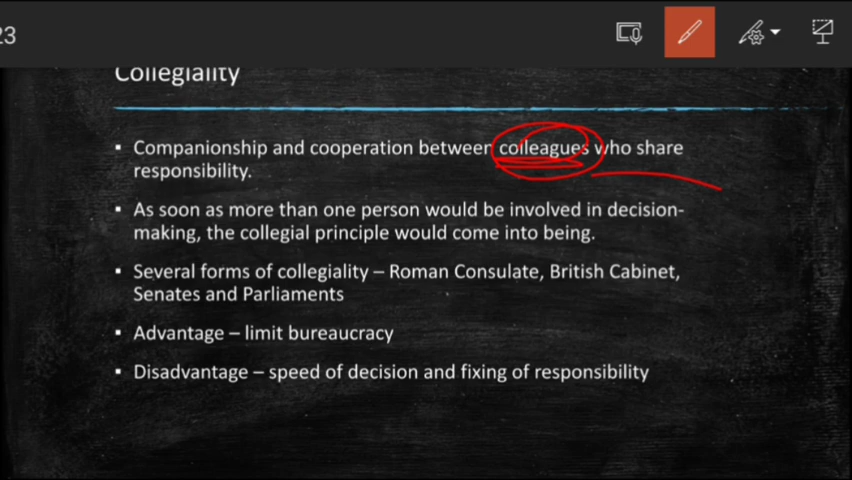 23
Collegiality
▪ Companionship and cooperation between colleagues who share
responsibility.
▪ As soon as more than one person would be involved in decision-
making, the collegial principle would come into being.
▪ Several forms of collegiality – Roman Consulate, British Cabinet,
Senates and Parliaments
▪ Advantage – limit bureaucracy
▪ Disadvantage – speed of decision and fixing of responsibility